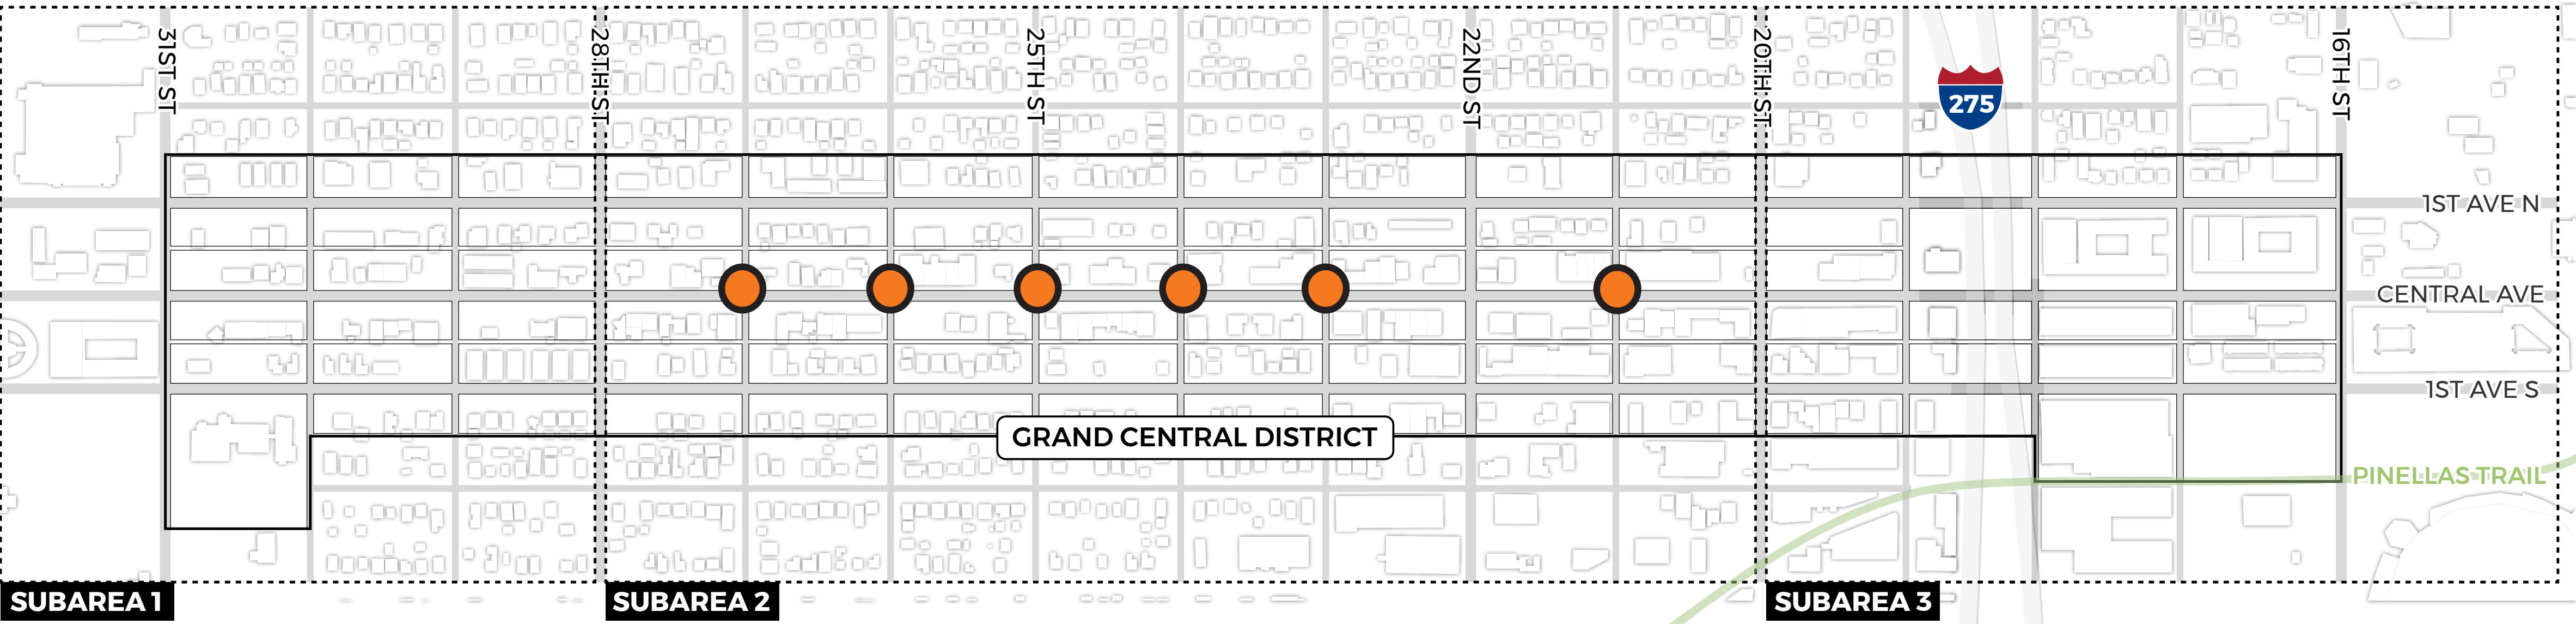 31ST ST
28TH ST
25TH ST
22ND ST
20TH ST
275
16TH ST
1ST AVE N
CENTRAL AVE
1ST AVE S
GRAND CENTRAL DISTRICT
PINELLAS TRAIL
SUBAREA 1
SUBAREA 2
SUBAREA 3